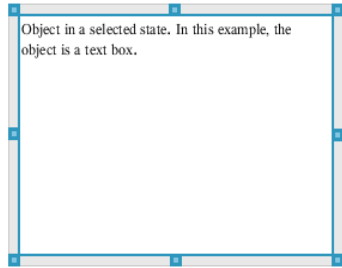 Object in a selected state. In this example, the
object is a text box.